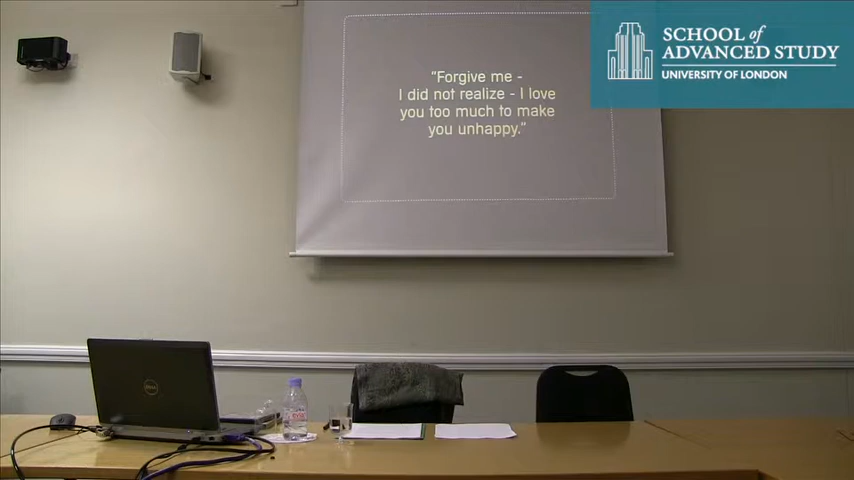 "Forgive me -
I did not realize - I love
you too much to make
you unhappy."
SCHOOL of
ADVANCED STUDY
UNIVERSITY OF LONDON
DELL